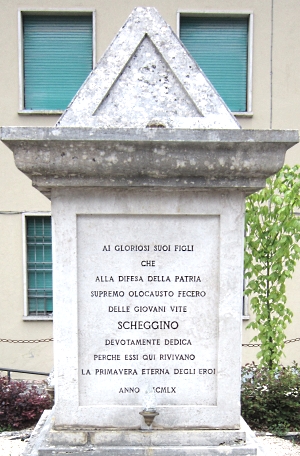 AI GLORIOSI SUOI FIGLI
CHE
ALLA DIFESA DELLA PATRIA
SUPREMO OLOCAUSTO FECERO
DELLE GIOVANI VITE
SCHEGGINO
DEVOTAMENTE DEDICA
PERCHE ESSI QUI RIVIVANO
LA PRIMAVERA ETERNA DEGLI EROI
ANNO MCMLX